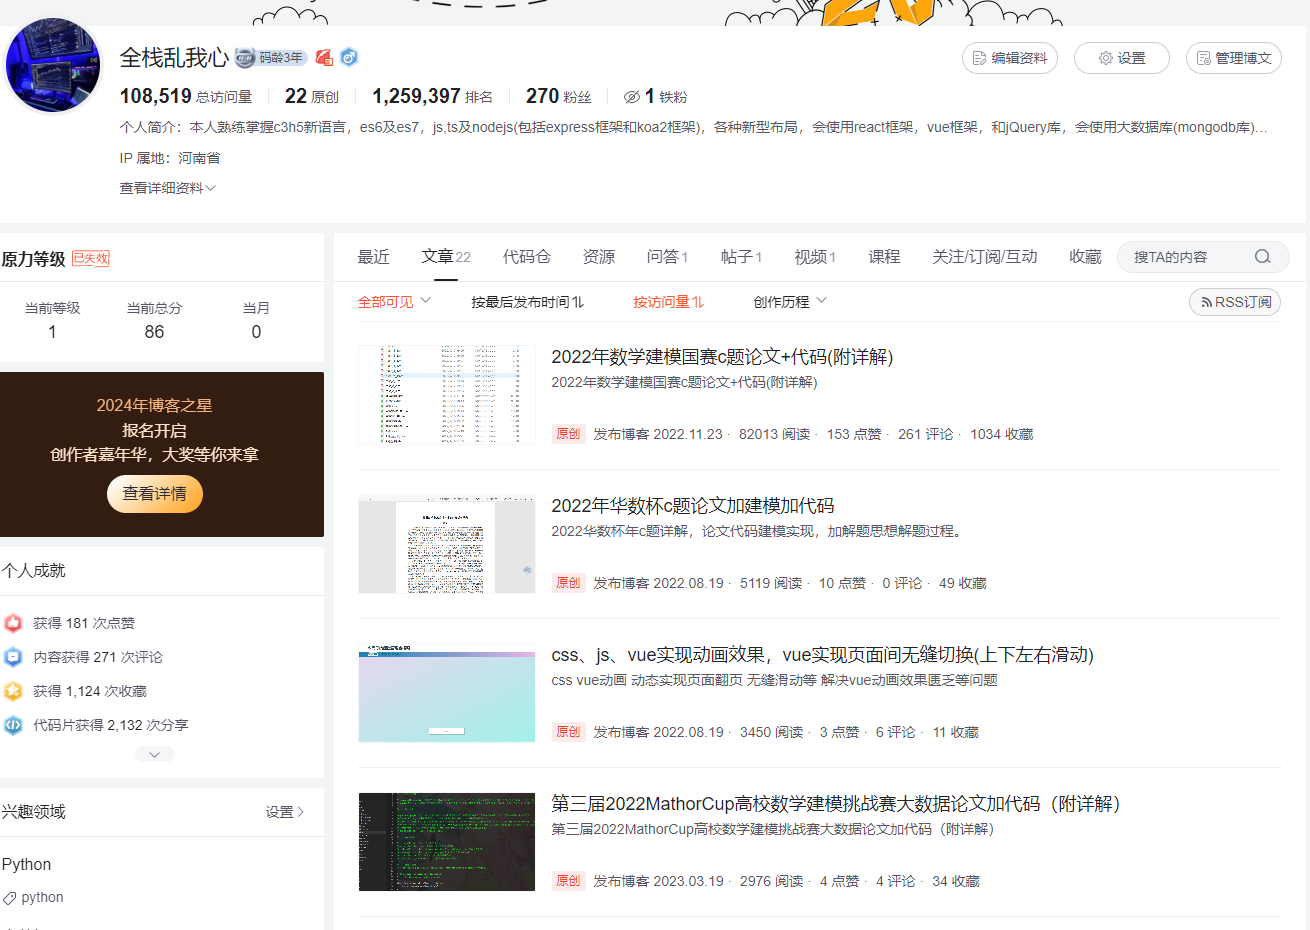 全栈乱我心 码龄3年
编辑资料 设置 管理博文
108,519 总访问量 22 原创 1,259,397 排名 270 粉丝 1 铁粉
个人简介：本人熟练掌握c3h5新语言，es6及es7，js,ts及nodejs(包括express框架和koa2框架)，各种新型布局，会使用react框架，vue框架，和jQuery库，会使用大数据库(mongodb库)…
IP 属地：河南省
查看详细资料
原力等级 已失效
当前等级 当前总分 当月
1 86 0
2024年博客之星
报名开启
创作者嘉年华，大奖等你来拿
查看详情
个人成就
获得 181 次点赞
内容获得 271 次评论
获得 1,124 次收藏
代码片获得 2,132 次分享
兴趣领域 设置
Python
python
最近 文章22 代码仓 资源 问答1 帖子1 视频1 课程 关注/订阅/互动 收藏 搜TA的内容
全部可见 按最后发布时间 按访问量 创作历程 RSS订阅
2022年数学建模国赛c题论文+代码(附详解)
2022年数学建模国赛c题论文+代码(附详解)
原创 发布博客 2022.11.23 · 82013 阅读 · 153 点赞 · 261 评论 · 1034 收藏
2022年华数杯c题论文加建模加代码
2022华数杯年c题详解，论文代码建模实现，加解题思想解题过程。
原创 发布博客 2022.08.19 · 5119 阅读 · 10 点赞 · 0 评论 · 49 收藏
css、js、vue实现动画效果，vue实现页面间无缝切换(上下左右滑动)
css vue动画 动态实现页面翻页 无缝滑动等 解决vue动画效果匮乏等问题
原创 发布博客 2022.08.19 · 3450 阅读 · 3 点赞 · 6 评论 · 11 收藏
第三届2022MathorCup高校数学建模挑战赛大数据论文加代码（附详解）
第三届2022MathorCup高校数学建模挑战赛大数据论文加代码（附详解）
原创 发布博客 2023.03.19 · 2976 阅读 · 4 点赞 · 4 评论 · 34 收藏